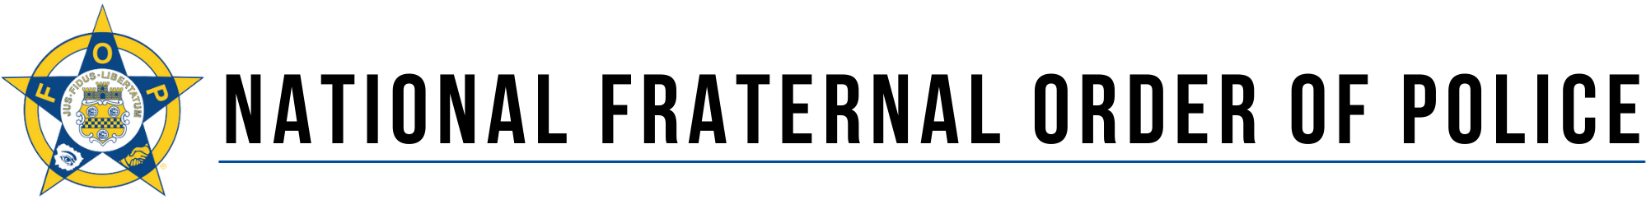 F O P
JUS·FIDUS·LIBERTATUM
NATIONAL FRATERNAL ORDER OF POLICE